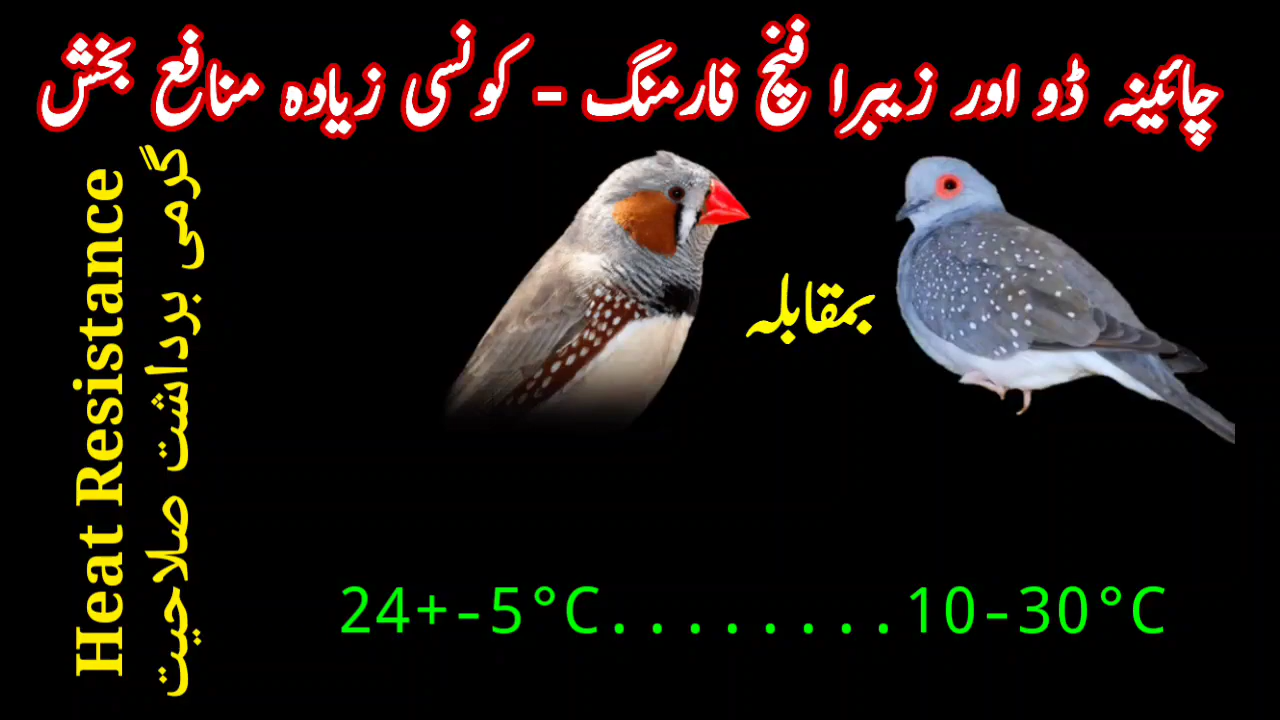 چائینہ ڈو اور زیبرا فنچ فارمنگ - کونسی زیادہ منافع بخش
Heat Resistance
گرمی برداشت صلاحیت
بمقابلہ
24+-5°C........10-30°C